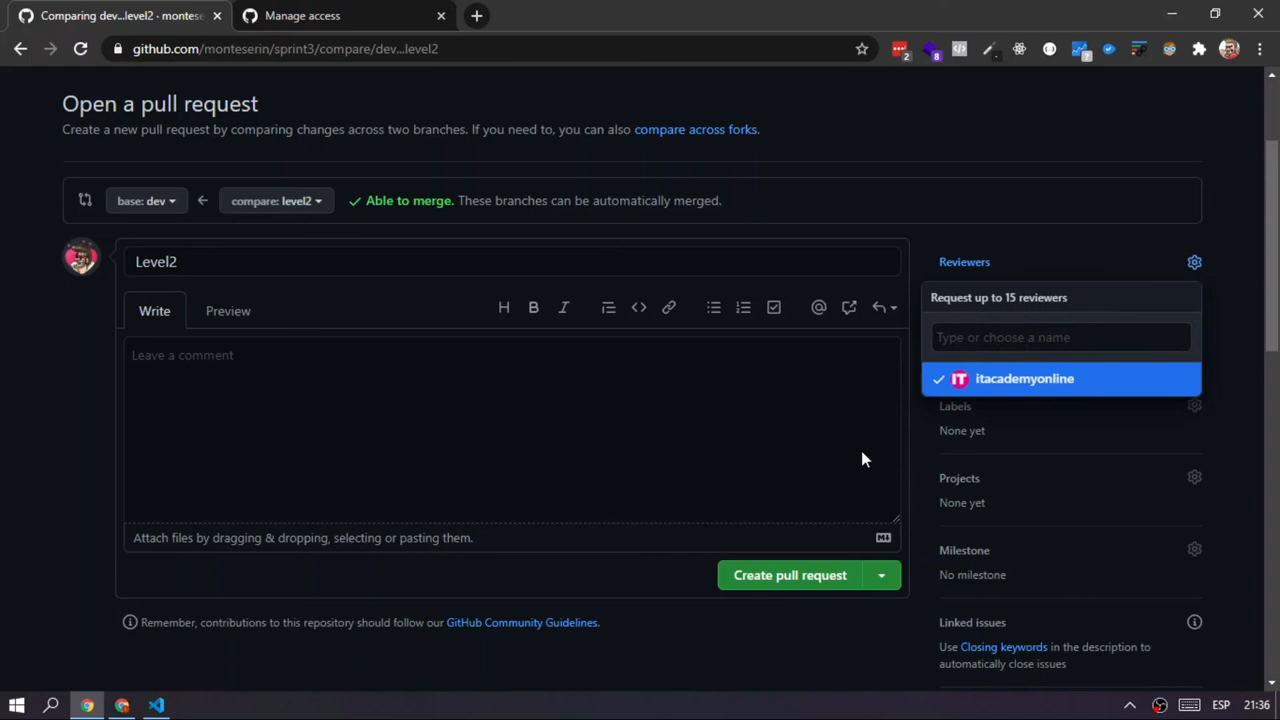 Comparing dev...level2 · montese
Manage access
github.com/monteserin/sprint3/compare/dev...level2
2
8
?
Open a pull request
Create a new pull request by comparing changes across two branches. If you need to, you can also compare across forks.
base: dev
compare: level2
Able to merge. These branches can be automatically merged.
Level2
Reviewers
Write
Preview
H B I
Request up to 15 reviewers
Type or choose a name
IT itacademyonline
Leave a comment
Labels
None yet
Projects
None yet
Attach files by dragging & dropping, selecting or pasting them.
Milestone
No milestone
Create pull request
Remember, contributions to this repository should follow our GitHub Community Guidelines.
Linked issues
Use Closing keywords in the description to
automatically close issues
ESP
21:36